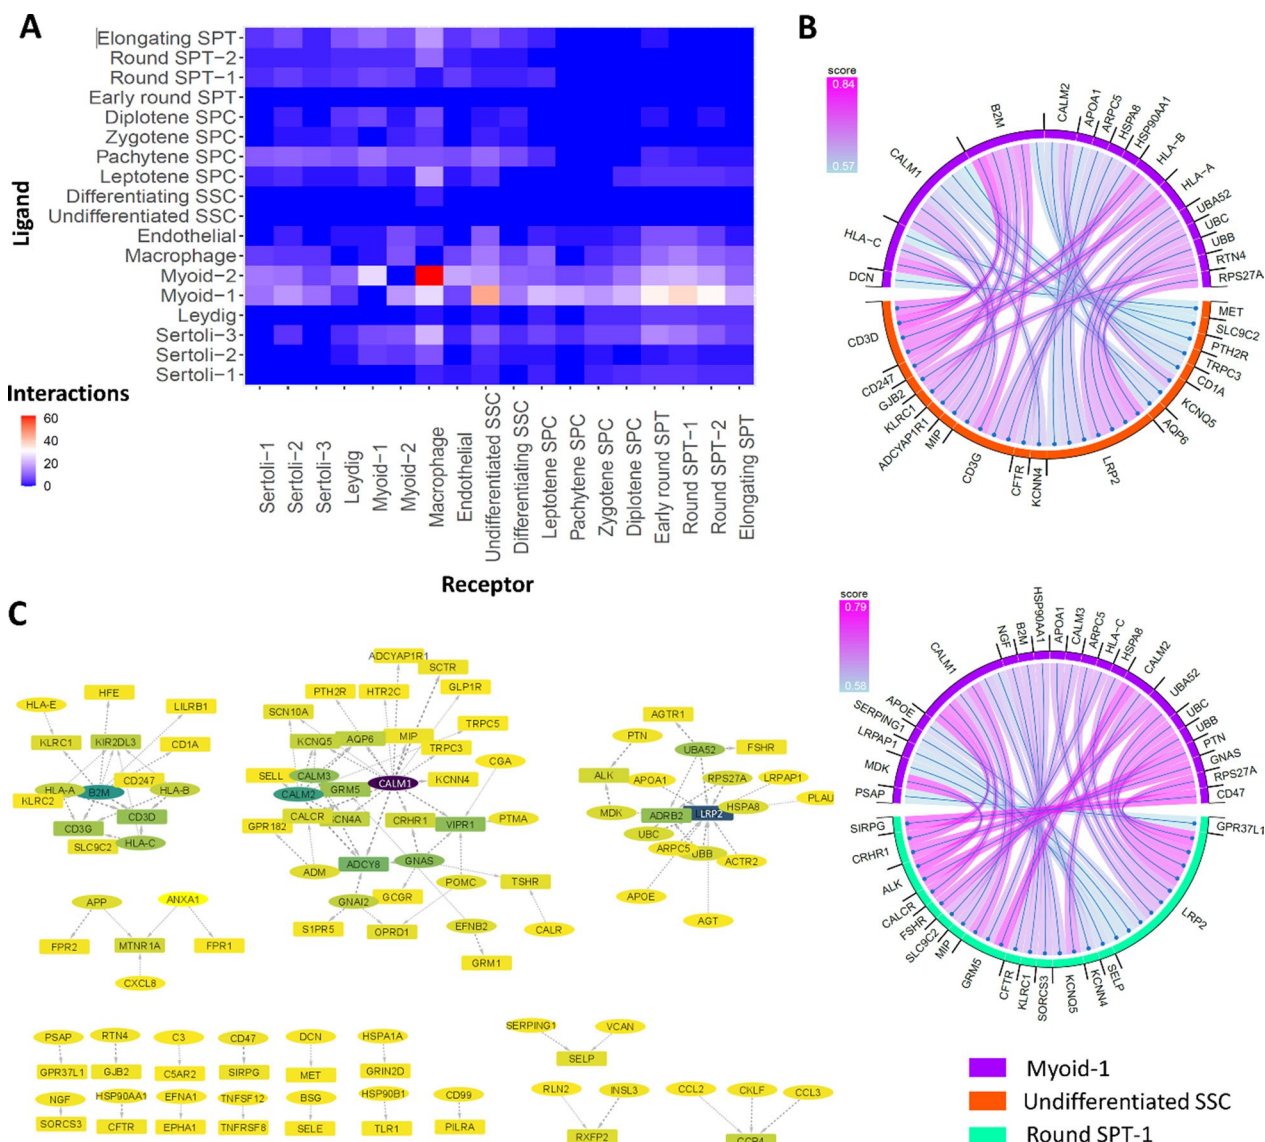 A
Ligand
Elongating SPT
Round SPT-2
Round SPT-1
Early round SPT
Diplotene SPC
Zygotene SPC
Pachytene SPC
Leptotene SPC
Differentiating SSC
Undifferentiated SSC
Endothelial
Macrophage
Myoid-2
Myoid-1
Leydig
Sertoli-3
Sertoli-2
Sertoli-1
Interactions
60
40
20
0
Sertoli-1
Sertoli-2
Sertoli-3
Leydig
Myoid-1
Myoid-2
Macrophage
Endothelial
Undifferentiated SSC
Differentiating SSC
Leptotene SPC
Pachytene SPC
Zygotene SPC
Diplotene SPC
Early round SPT
Round SPT-1
Round SPT-2
Elongating SPT
Receptor
B
score
0.84
0.57
DCN
HLA-C
CALM1
B2M
CALM2
APOA1
ARPC5
HSPA8
HSP90AA1
HLA-B
HLA-A
UBA52
UBC
UBB
RTN4
RPS27A
MET
SLC9C2
PTH2R
TRPC3
CD1A
KCNQ5
AQP6
LRP2
KCNN4
CFTR
CD3G
MIP
ADCYAP1R1
KLRC1
GJB2
CD247
CD3D
score
0.79
0.58
PSAP
MDK
LRPAP1
SERPING1
APOE
CALM1
NGF
B2M
HSP90AA1
APOA1
CALM3
ARPC5
HLA-C
HSPA8
CALM2
UBA52
UBC
UBB
PTN
GNAS
RPS27A
CD47
GPR37L1
LRP2
SELP
KCNN4
KCNQ5
SORCS3
KLRC1
CFTR
GRM5
MIP
SLC9C2
FSHR
CALCR
ALK
CRHR1
SIRPG
Myoid-1
Undifferentiated SSC
Round SPT-1
C
HLA-E
HFE
LILRB1
KLRC1
KIR2DL3
CD1A
CD247
HLA-A
B2M
HLA-B
KLRC2
CD3G
CD3D
SLC9C2
HLA-C
ADCYAP1R1
SCTR
PTH2R
HTR2C
GLP1R
SCN10A
TRPC5
KCNQ5
AQP6
MIP
TRPC3
CGA
SELL
CALM3
CALM1
KCNN4
CALM2
GRM5
CALCR
KCN4A
CRHR1
VIPR1
PTMA
GPR182
ADCY8
GNAS
ADM
GCGR
POMC
TSHR
GNAI2
S1PR5
OPRD1
EFNB2
CALR
GRM1
AGTR1
PTN
UBA52
FSHR
ALK
APOA1
RPS27A
LRPAP1
MDK
ADRB2
LRP2
HSPA8
PLAU
UBC
ARPC5
UBB
ACTR2
APOE
AGT
APP
ANXA1
FPR2
MTNR1A
FPR1
CXCL8
PSAP
RTN4
C3
CD47
DCN
HSPA1A
GPR37L1
GJB2
C5AR2
SIRPG
MET
GRIN2D
NGF
HSP90AA1
EFNA1
TNFSF12
BSG
HSP90B1
CD99
SORCS3
CFTR
EPHA1
TNFRSF8
SELE
TLR1
PILRA
SERPING1
VCAN
SELP
RLN2
INSL3
CCL2
CKLF
CCL3
RXFP2